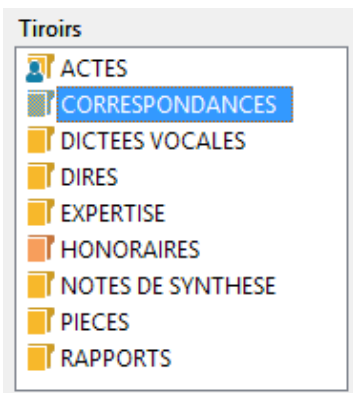 Tiroirs
ACTES
CORRESPONDANCES
DICTEES VOCALES
DIRES
EXPERTISE
HONORAIRES
NOTES DE SYNTHESE
PIECES
RAPPORTS